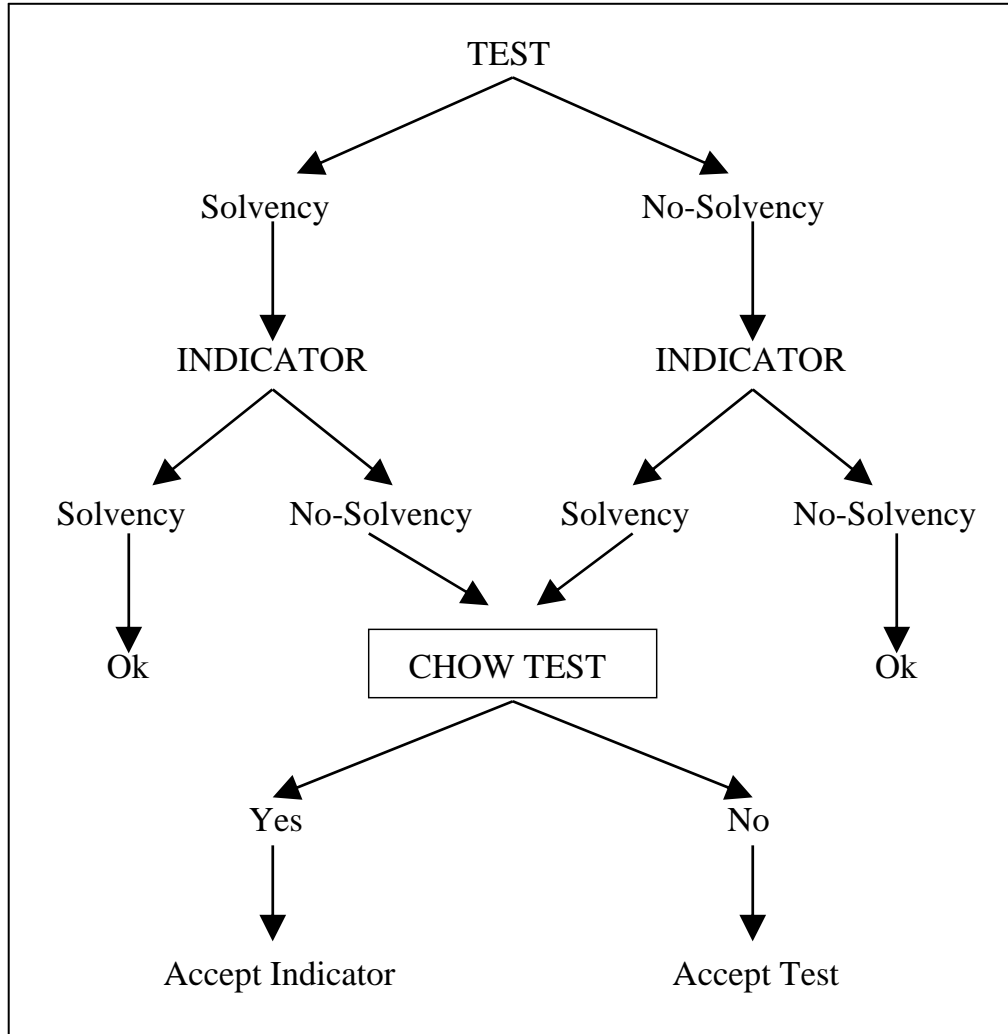 TEST
Solvency No-Solvency
INDICATOR INDICATOR
Solvency No-Solvency Solvency No-Solvency
Ok CHOW TEST Ok
Yes No
Accept Indicator Accept Test